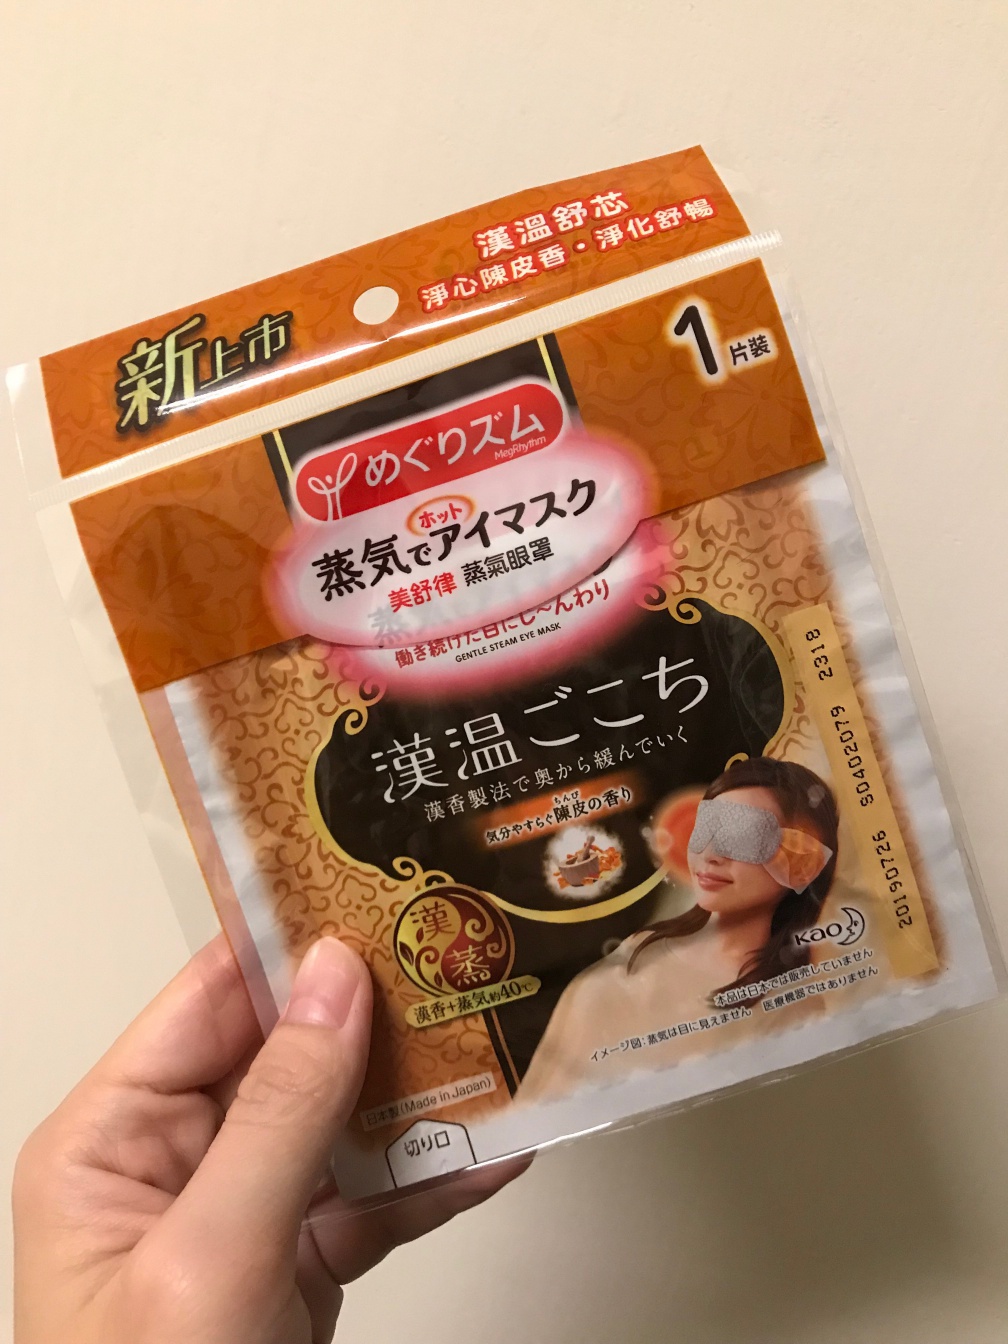 漢溫舒芯
淨心陳皮香・淨化舒暢
新上市
1片裝
めぐりズム
MegRhythm
蒸気でホットアイマスク
美舒律 蒸氣眼罩
働き続けた目にじ～んわり
GENTLE STEAM EYE MASK
漢温ごこち
漢香製法で奥から緩んでいく
気分やすらぐ陳皮の香り
ちんぴ
漢
蒸
漢香+蒸気約40℃
20190726 S0402079 2318
Kao
本品は日本では販売していません
イメージ図:蒸気は目に見えません 医療機器ではありません
日本製(Made in Japan)
切り口